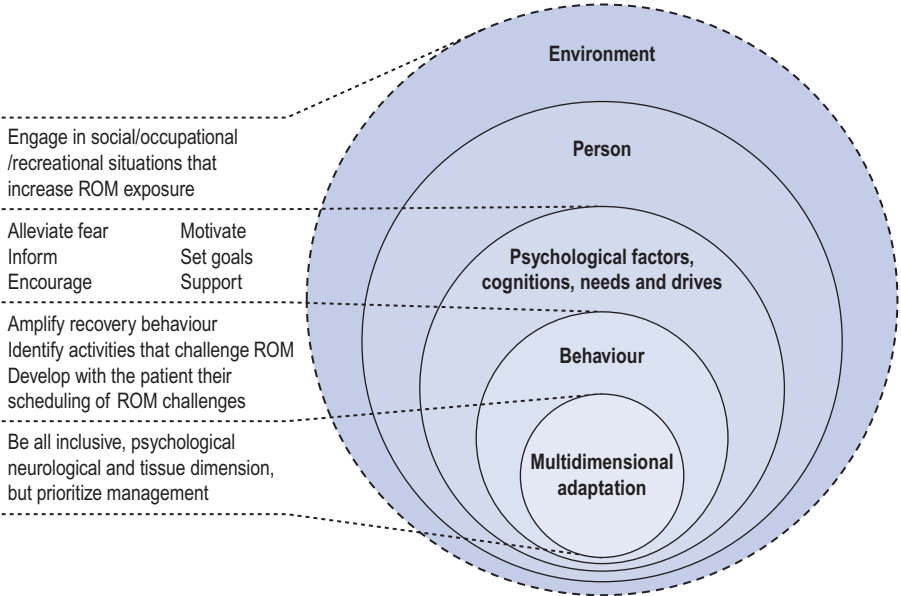 Environment
Engage in social/occupational
/recreational situations that
increase ROM exposure
Person
Alleviate fear
Inform
Encourage
Motivate
Set goals
Support
Psychological factors,
cognitions, needs and drives
Amplify recovery behaviour
Identify activities that challenge ROM
Develop with the patient their
scheduling of ROM challenges
Behaviour
Be all inclusive, psychological
neurological and tissue dimension,
but prioritize management
Multidimensional
adaptation